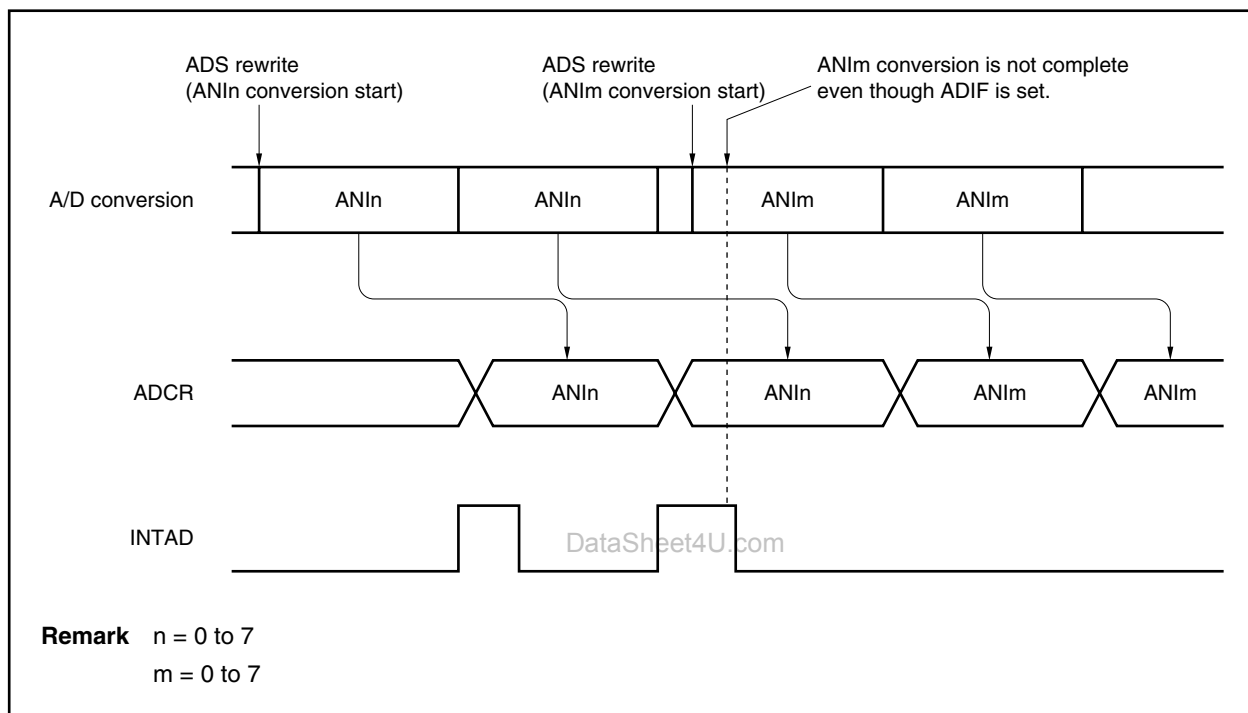 ADS rewrite
(ANIn conversion start)
ADS rewrite
(ANIm conversion start)
ANIm conversion is not complete
even though ADIF is set.
A/D conversion
ANIn
ANIn
ANIm
ANIm
ADCR
ANIn
ANIn
ANIm
ANIm
INTAD
DataSheet4U.com
Remark n = 0 to 7
m = 0 to 7